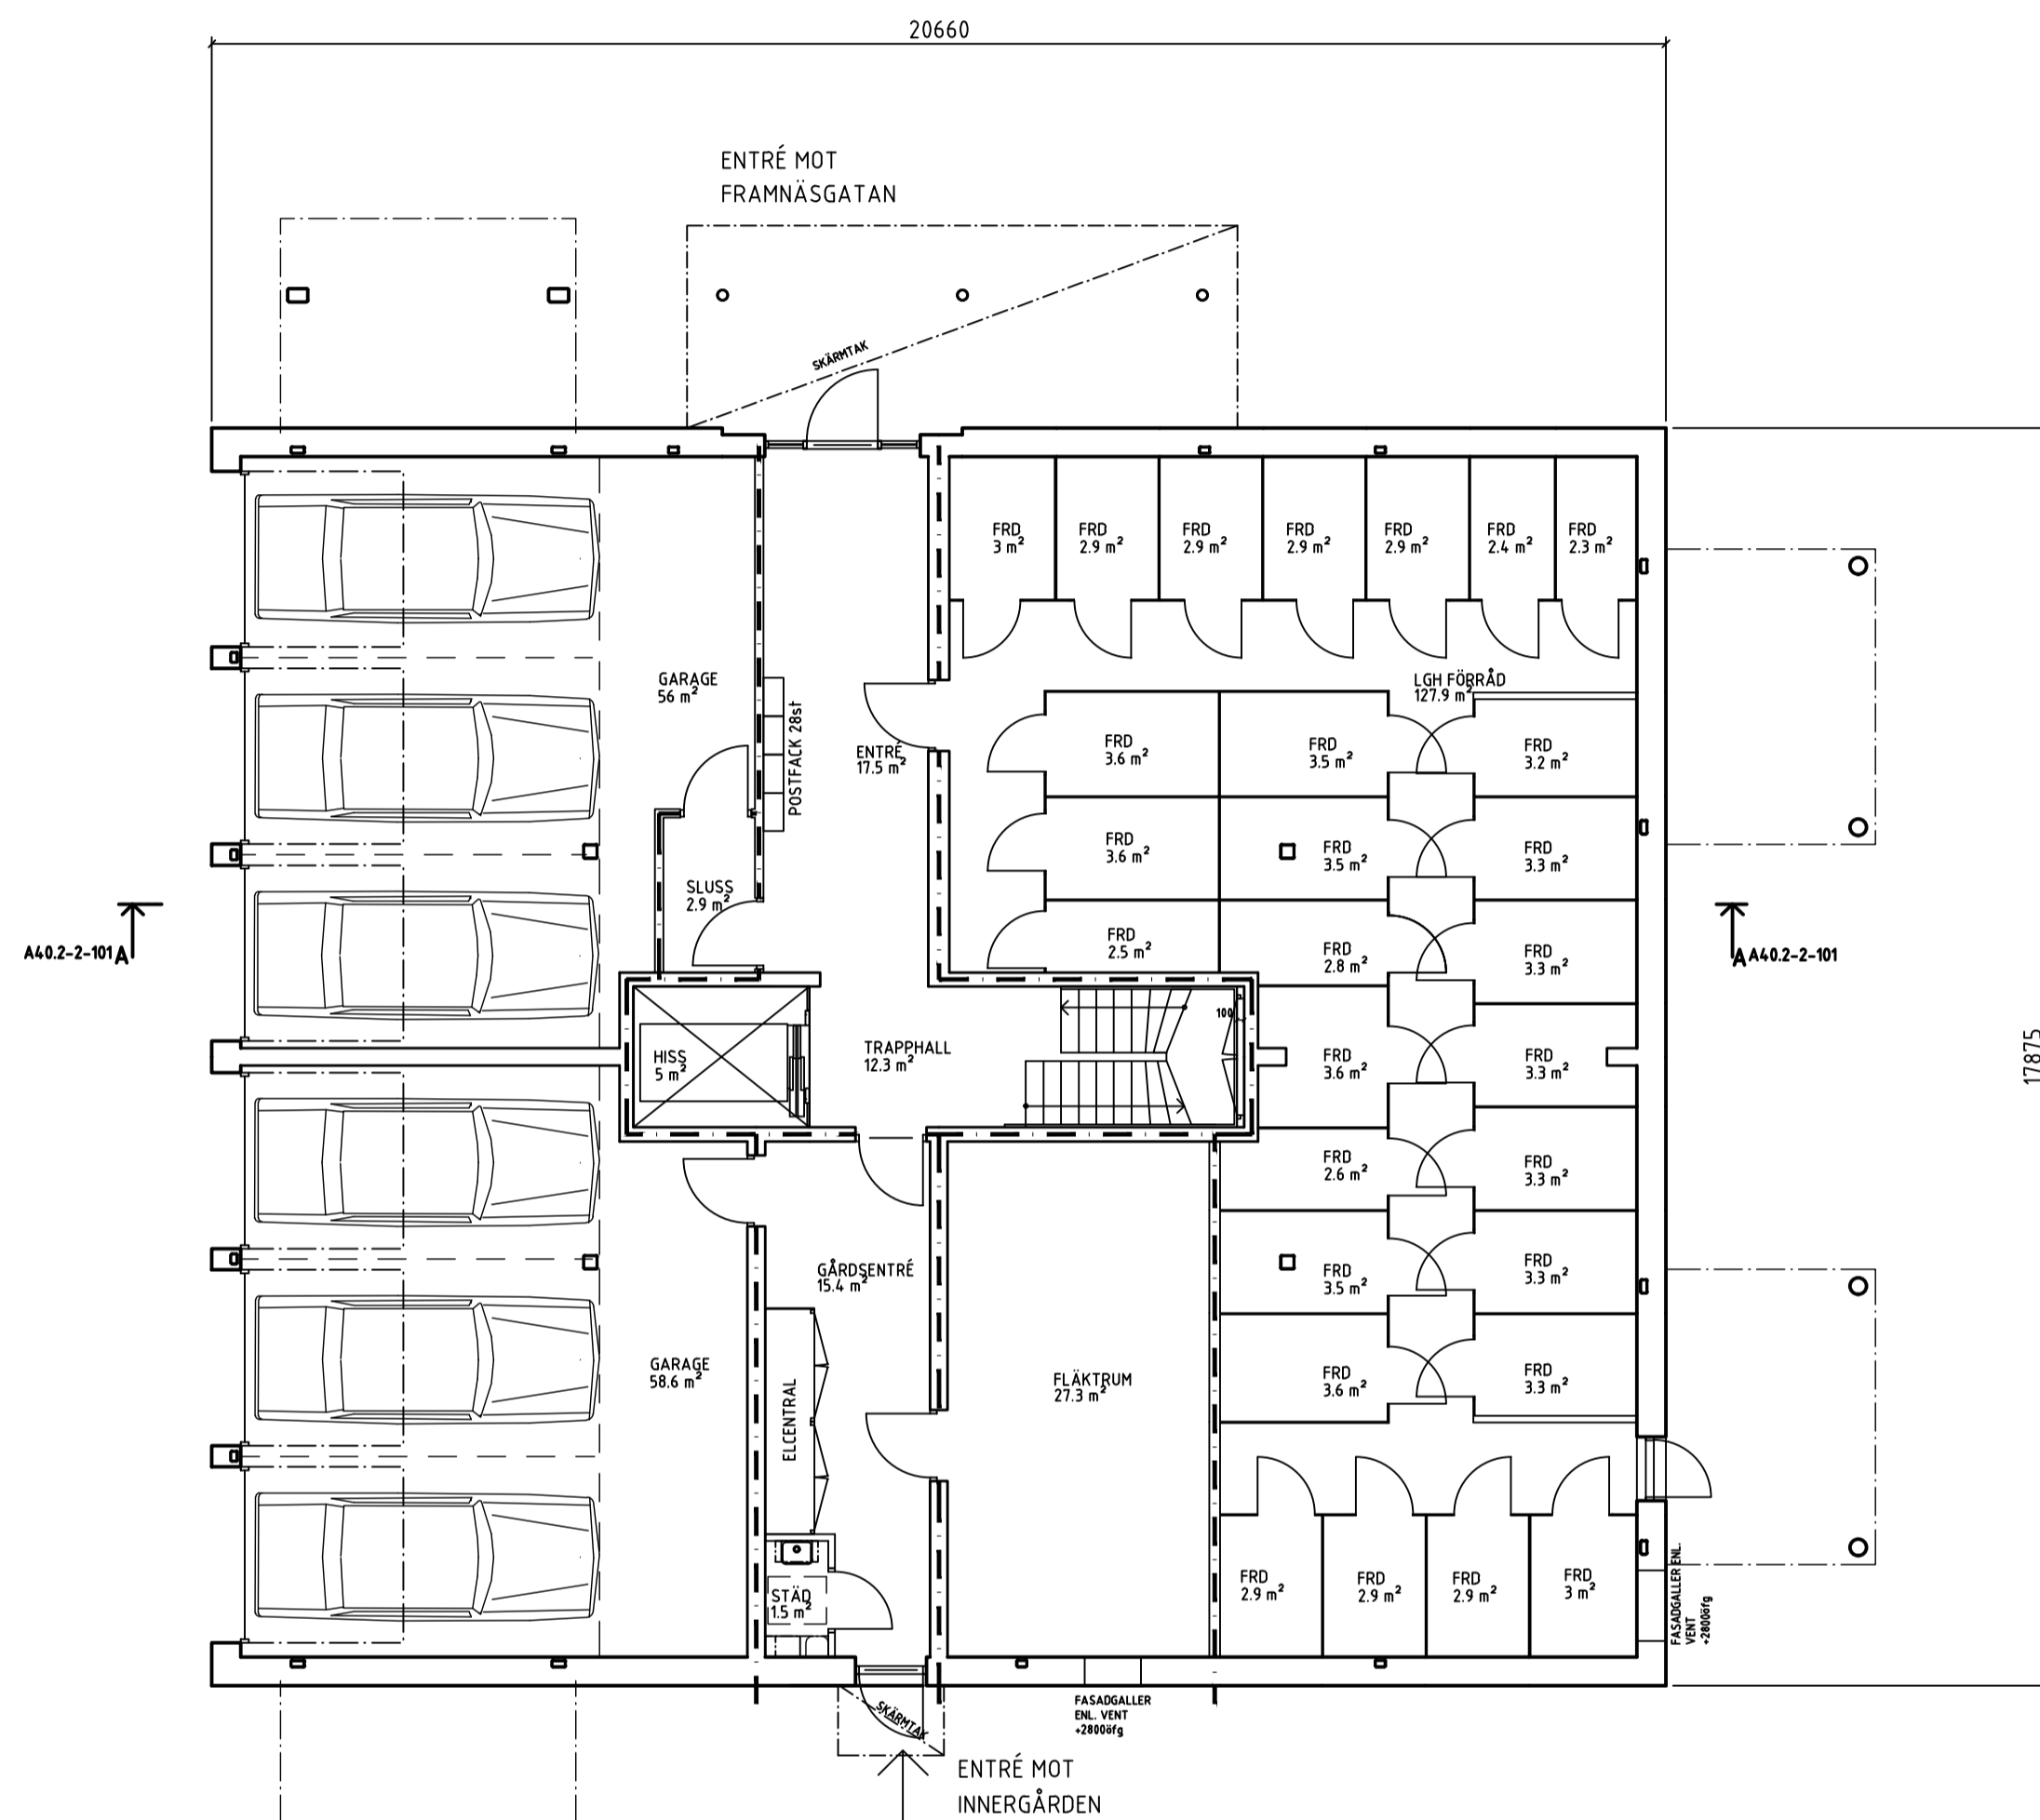 20660
ENTRÉ MOT
FRAMNÄSGATAN
SKÄRMTAK
FRD
3 m²
FRD
2.9 m²
FRD
2.9 m²
FRD
2.9 m²
FRD
2.9 m²
FRD
2.4 m²
FRD
2.3 m²
GARAGE
56 m²
POSTFACK 28st
ENTRÉ
17.5 m²
LGH FÖRRÅD
127.9 m²
FRD
3.6 m²
FRD
3.5 m²
FRD
3.2 m²
FRD
3.6 m²
FRD
3.5 m²
FRD
3.3 m²
SLUSS
2.9 m²
FRD
2.5 m²
FRD
2.8 m²
FRD
3.3 m²
A40.2-2-101 A
A A40.2-2-101
100
HISS
5 m²
TRAPPHALL
12.3 m²
FRD
3.6 m²
FRD
3.3 m²
17875
FRD
2.6 m²
FRD
3.3 m²
GÅRDSENTRÉ
15.4 m²
FRD
3.5 m²
FRD
3.3 m²
GARAGE
58.6 m²
ELCENTRAL
FLÄKTRUM
27.3 m²
FRD
3.6 m²
FRD
3.3 m²
STÄD
1.5 m²
FRD
2.9 m²
FRD
2.9 m²
FRD
2.9 m²
FRD
3 m²
FASADGALLER ENL.
VENT
+2800öfg
SKÄRMTAK
FASADGALLER
ENL. VENT
+2800öfg
ENTRÉ MOT
INNERGÅRDEN